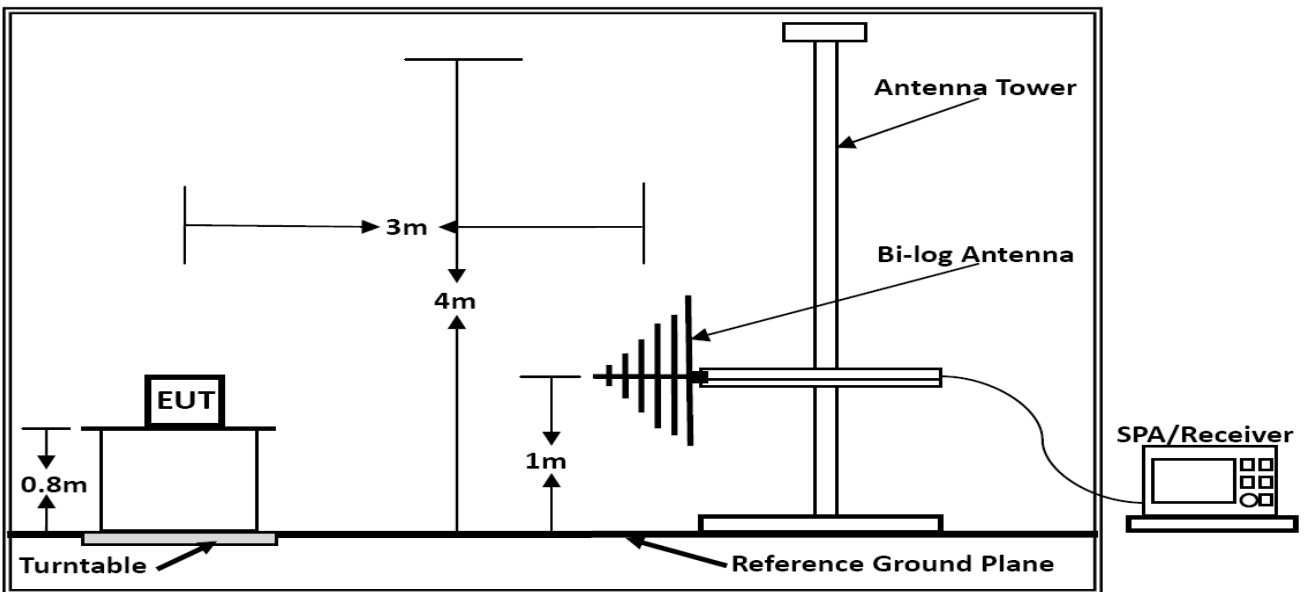 Antenna Tower
3m
Bi-log Antenna
4m
EUT
SPA/Receiver
1m
0.8m
Turntable
Reference Ground Plane